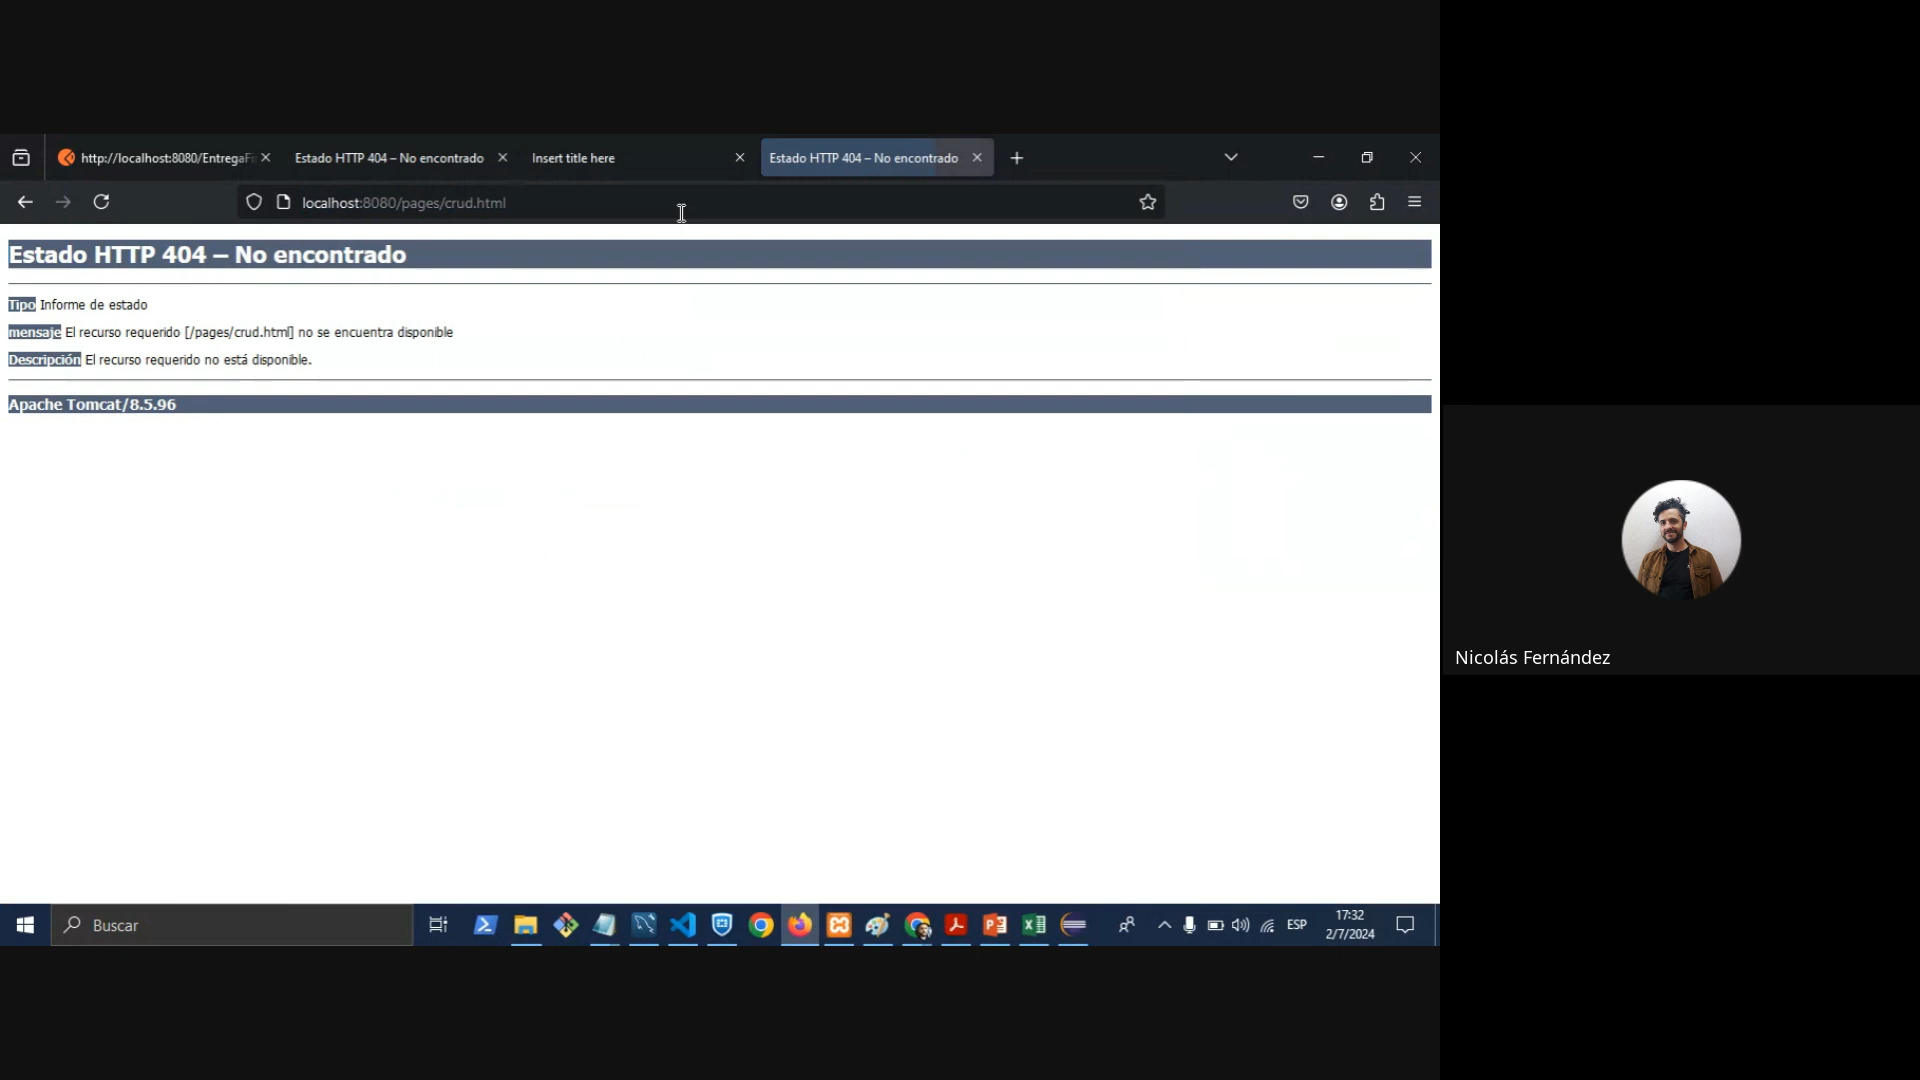 http://localhost:8080/EntregaFi
Estado HTTP 404 – No encontrado
Insert title here
Estado HTTP 404 – No encontrado
localhost:8080/pages/crud.html
Estado HTTP 404 – No encontrado
Tipo Informe de estado
mensaje El recurso requerido [/pages/crud.html] no se encuentra disponible
Descripción El recurso requerido no está disponible.
Apache Tomcat/8.5.96
Nicolás Fernández
Buscar
ESP
17:32
2/7/2024